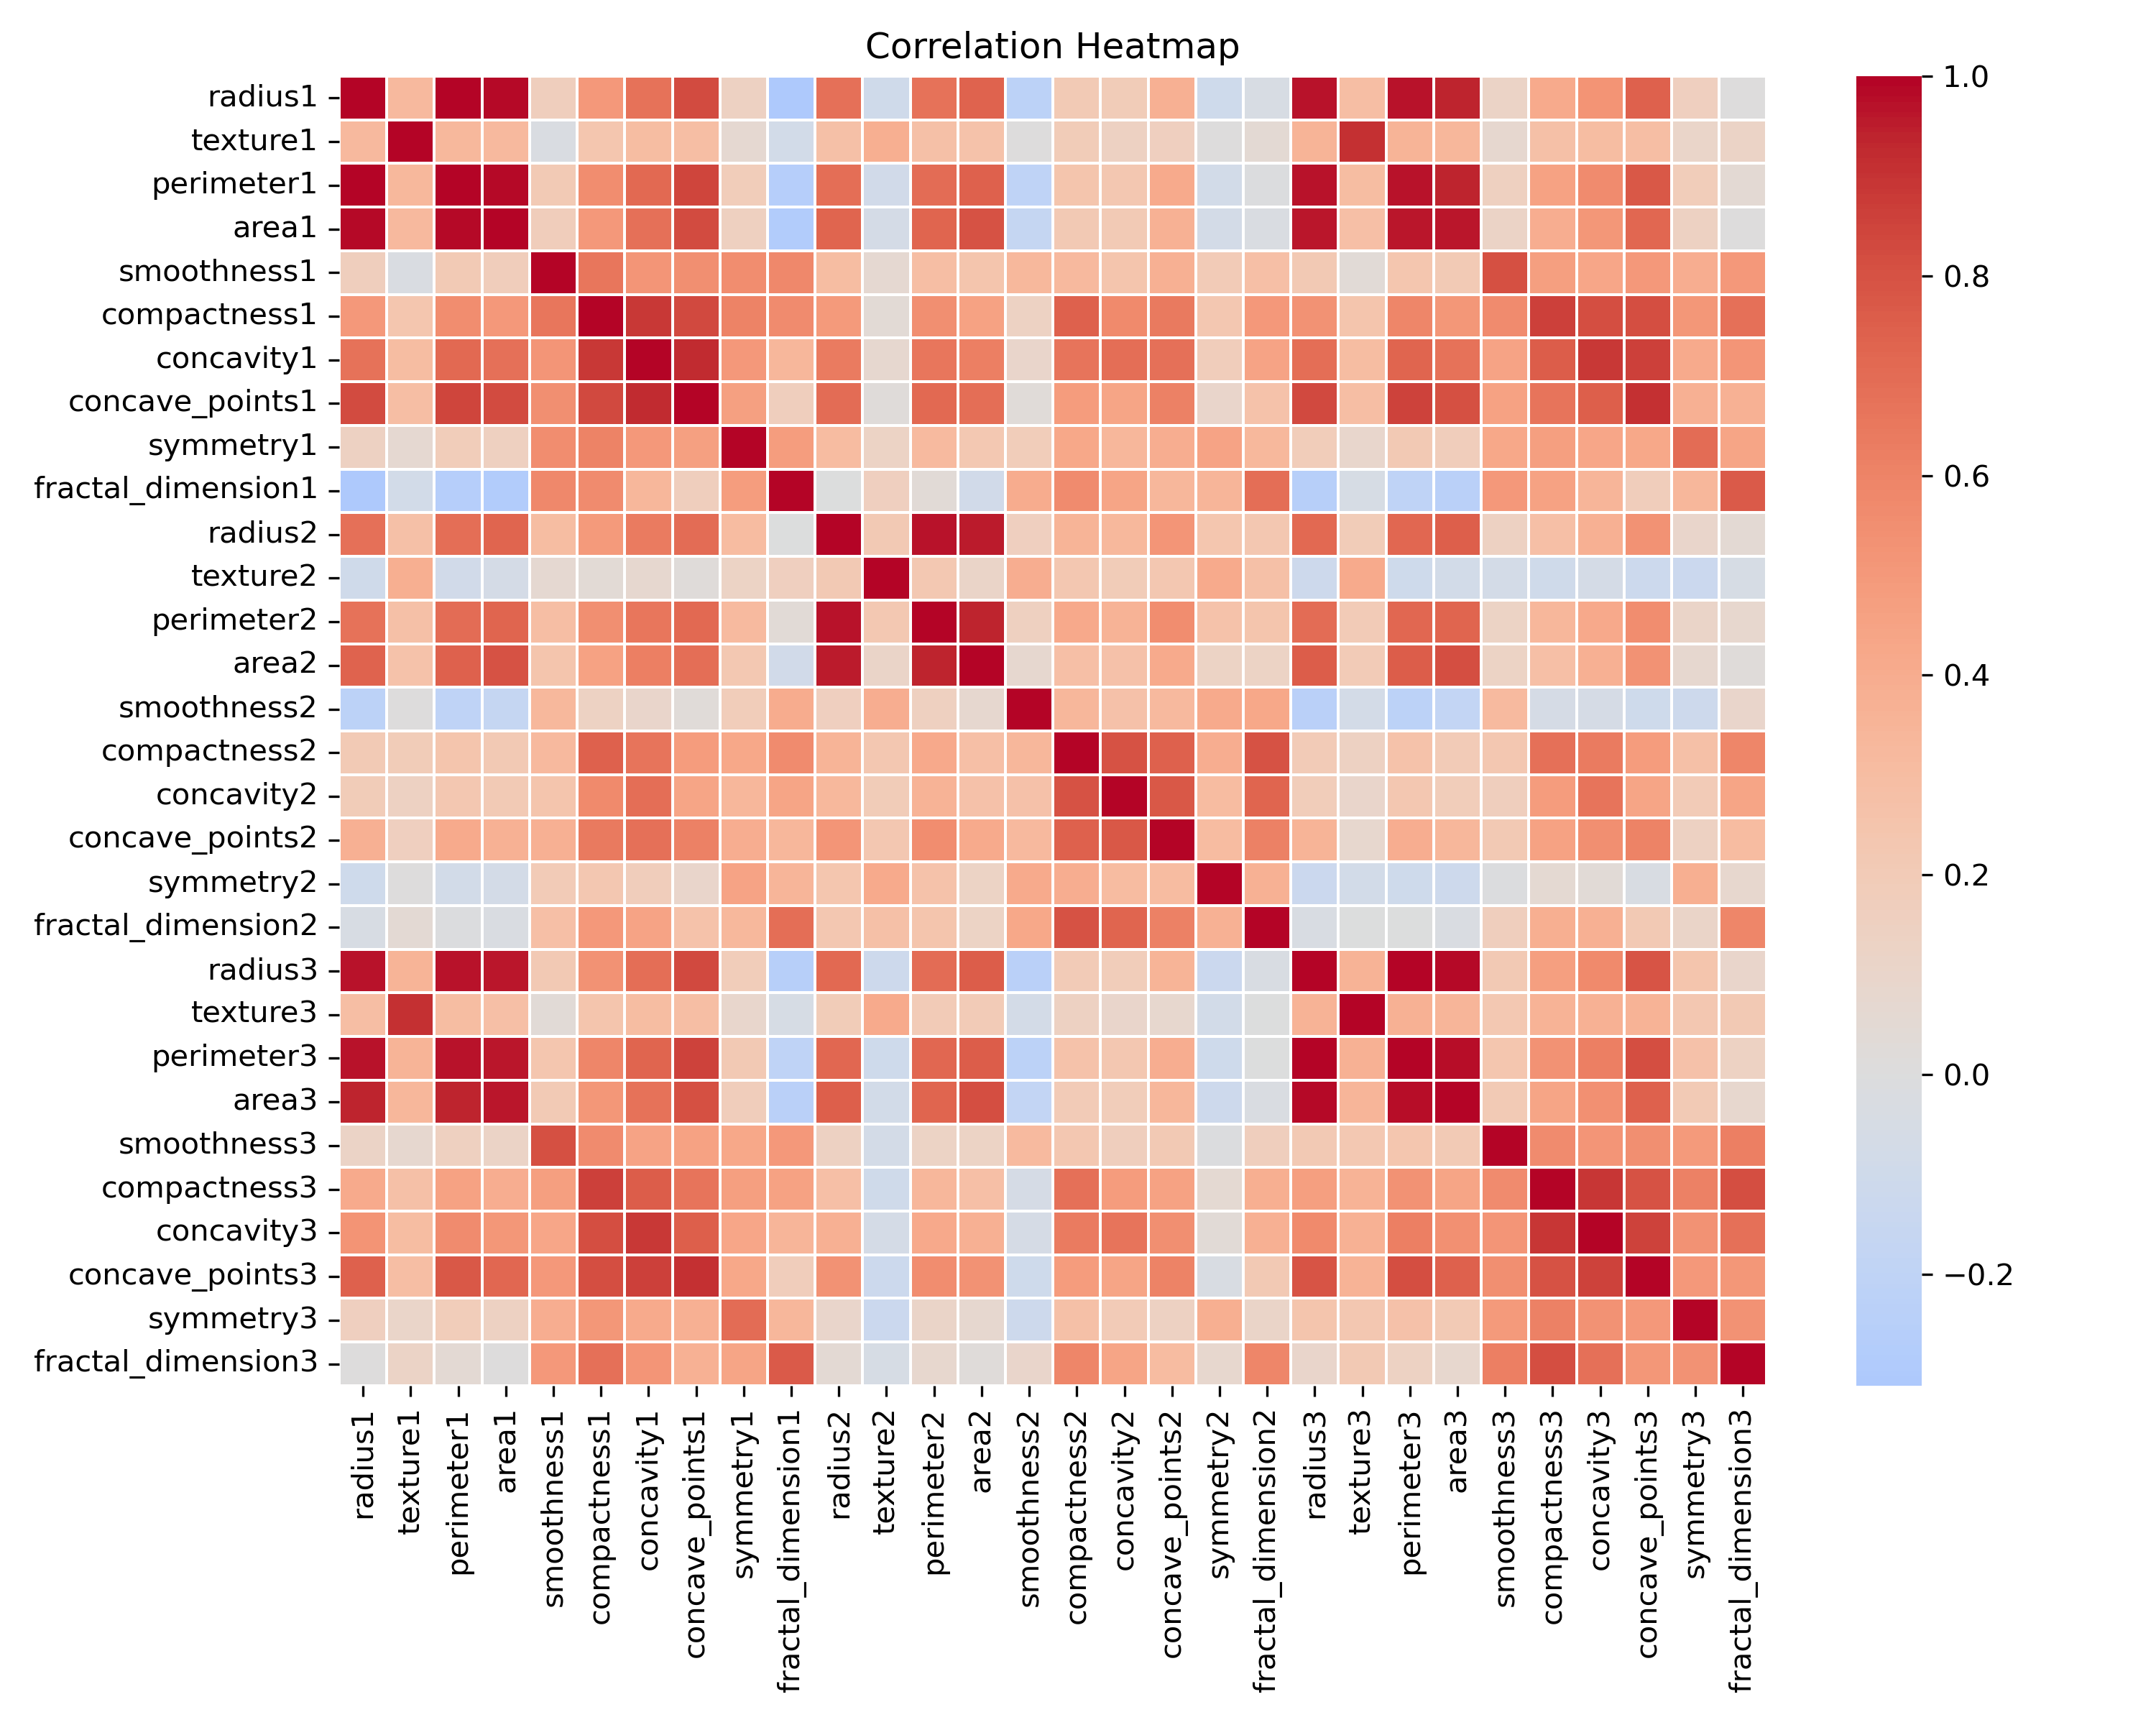 Correlation Heatmap
radius1
texture1
perimeter1
area1
smoothness1
compactness1
concavity1
concave_points1
symmetry1
fractal_dimension1
radius2
texture2
perimeter2
area2
smoothness2
compactness2
concavity2
concave_points2
symmetry2
fractal_dimension2
radius3
texture3
perimeter3
area3
smoothness3
compactness3
concavity3
concave_points3
symmetry3
fractal_dimension3
radius1
texture1
perimeter1
area1
smoothness1
compactness1
concavity1
concave_points1
symmetry1
fractal_dimension1
radius2
texture2
perimeter2
area2
smoothness2
compactness2
concavity2
concave_points2
symmetry2
fractal_dimension2
radius3
texture3
perimeter3
area3
smoothness3
compactness3
concavity3
concave_points3
symmetry3
fractal_dimension3
1.0
0.8
0.6
0.4
0.2
0.0
−0.2